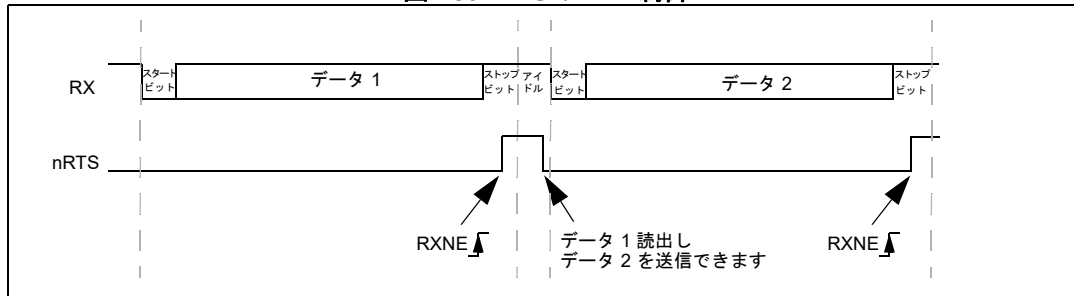 RX
スタート
ビット
データ 1
ストップ
ビット
アイ
ドル
スタート
ビット
データ 2
ストップ
ビット
nRTS
RXNE
データ 1 読出し
データ 2 を送信できます
RXNE